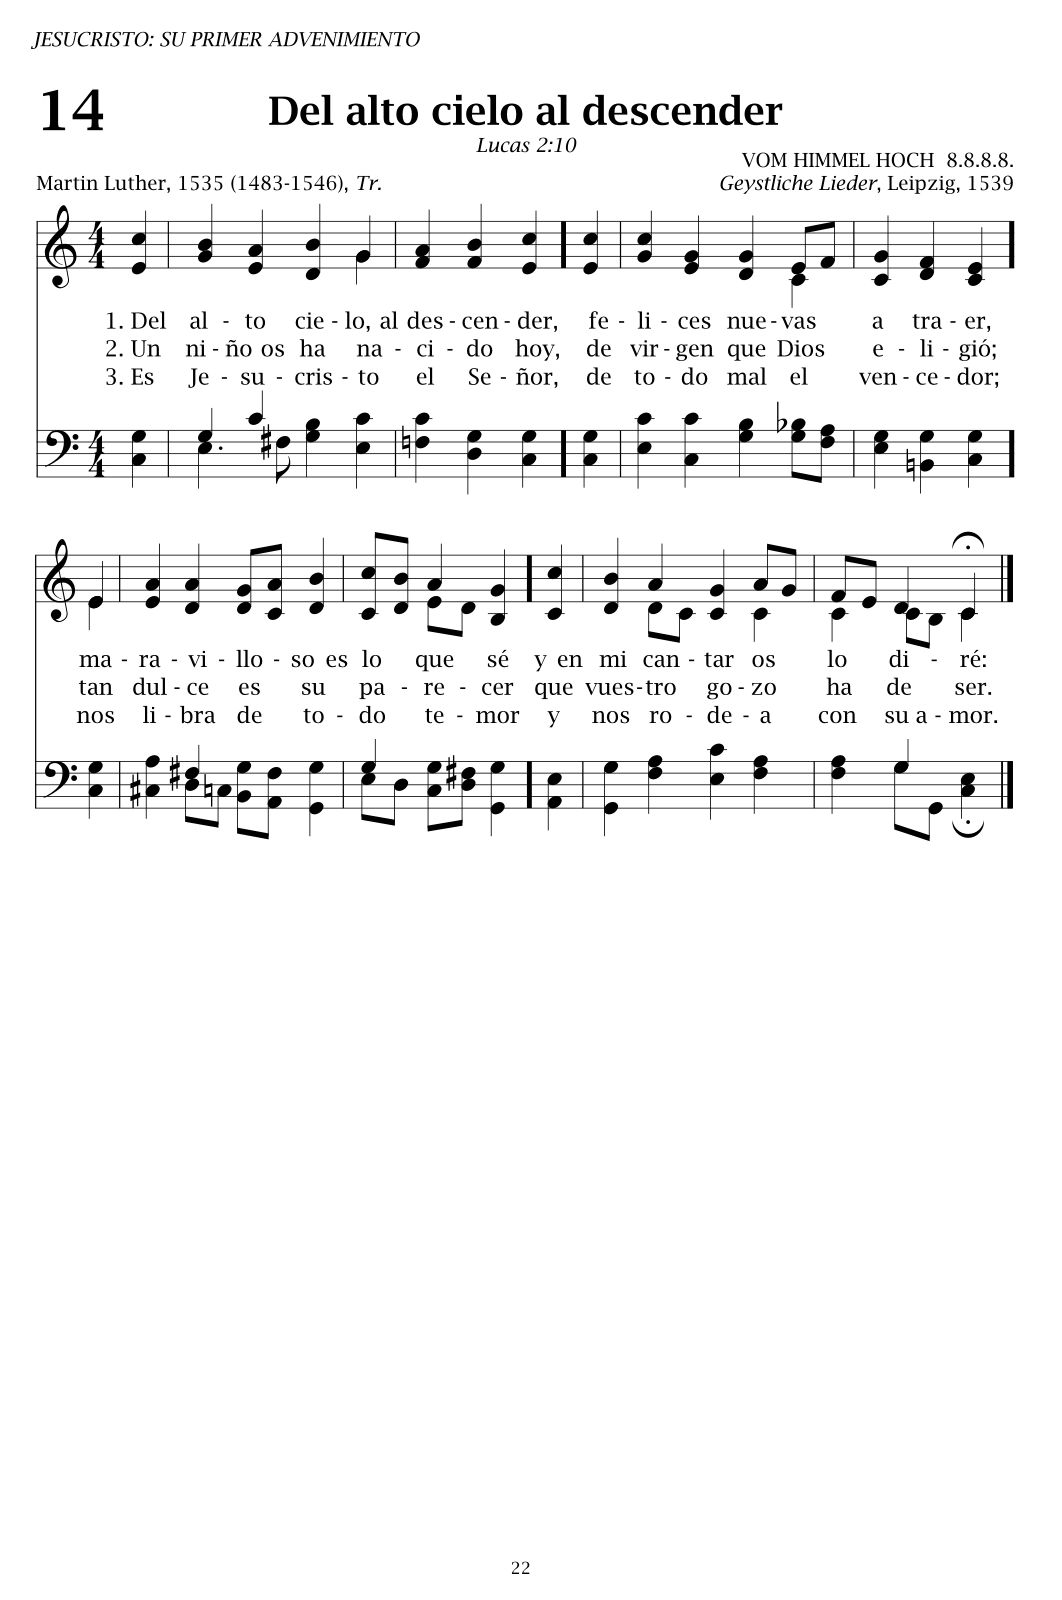 JESUCRISTO: SU PRIMER ADVENIMIENTO
14
Del alto cielo al descender
Lucas 2:10
VOM HIMMEL HOCH 8.8.8.8.
Martin Luther, 1535 (1483-1546), Tr.
Geystliche Lieder, Leipzig, 1539
1. Del al - to cie - lo, al des - cen - der, fe - li - ces nue - vas a tra - er,
2. Un ni - ño os ha na - ci - do hoy, de vir - gen que Dios e - li - gió;
3. Es Je - su - cris - to el Se - ñor, de to - do mal el ven - ce - dor;
ma - ra - vi - llo - so es lo que sé y en mi can - tar os lo di - ré:
tan dul - ce es su pa - re - cer que vues - tro go - zo ha de ser.
nos li - bra de to - do te - mor y nos ro - de - a con su a - mor.
22